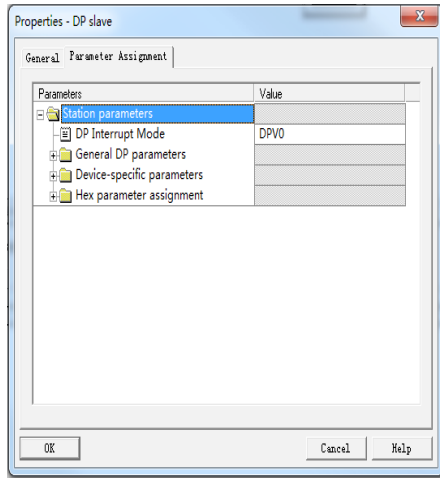 Properties - DP slave
General Parameter Assignment
Parameters Value
Station parameters
DP Interrupt Mode DPV0
General DP parameters
Device-specific parameters
Hex parameter assignment
OK Cancel Help